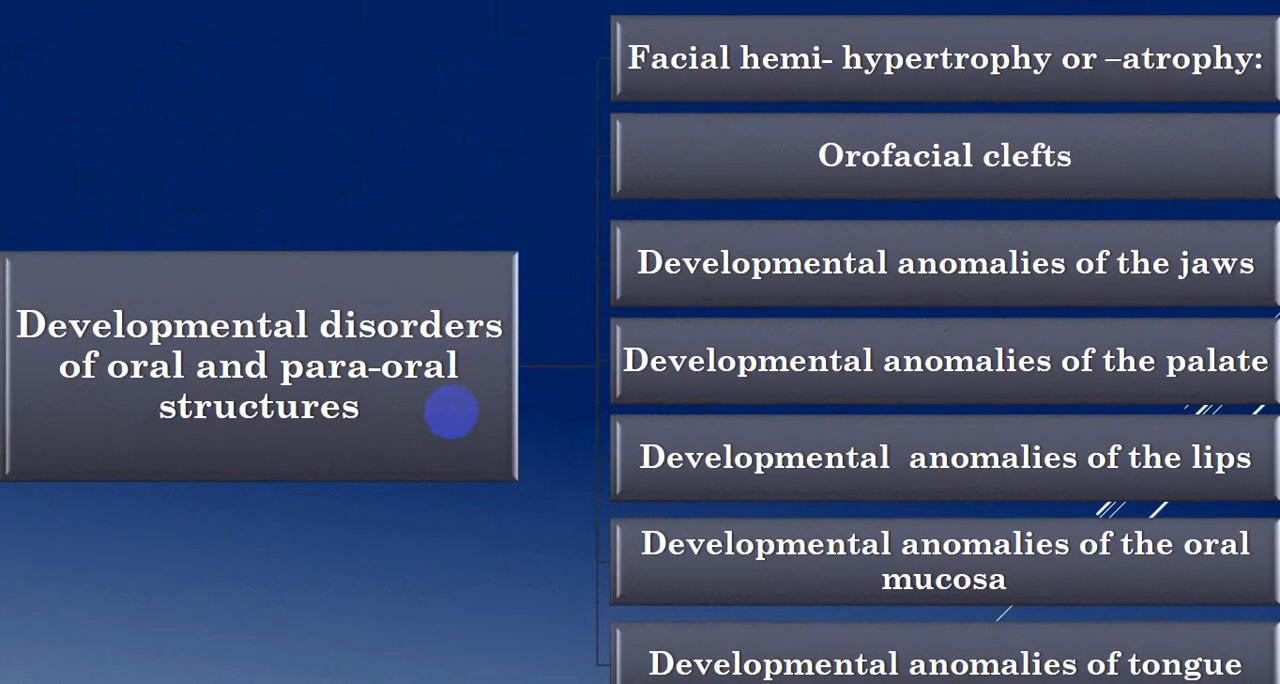 Developmental disorders
of oral and para-oral
structures
Facial hemi- hypertrophy or –atrophy:
Orofacial clefts
Developmental anomalies of the jaws
Developmental anomalies of the palate
Developmental  anomalies of the lips
Developmental anomalies of the oral
mucosa
Developmental anomalies of tongue